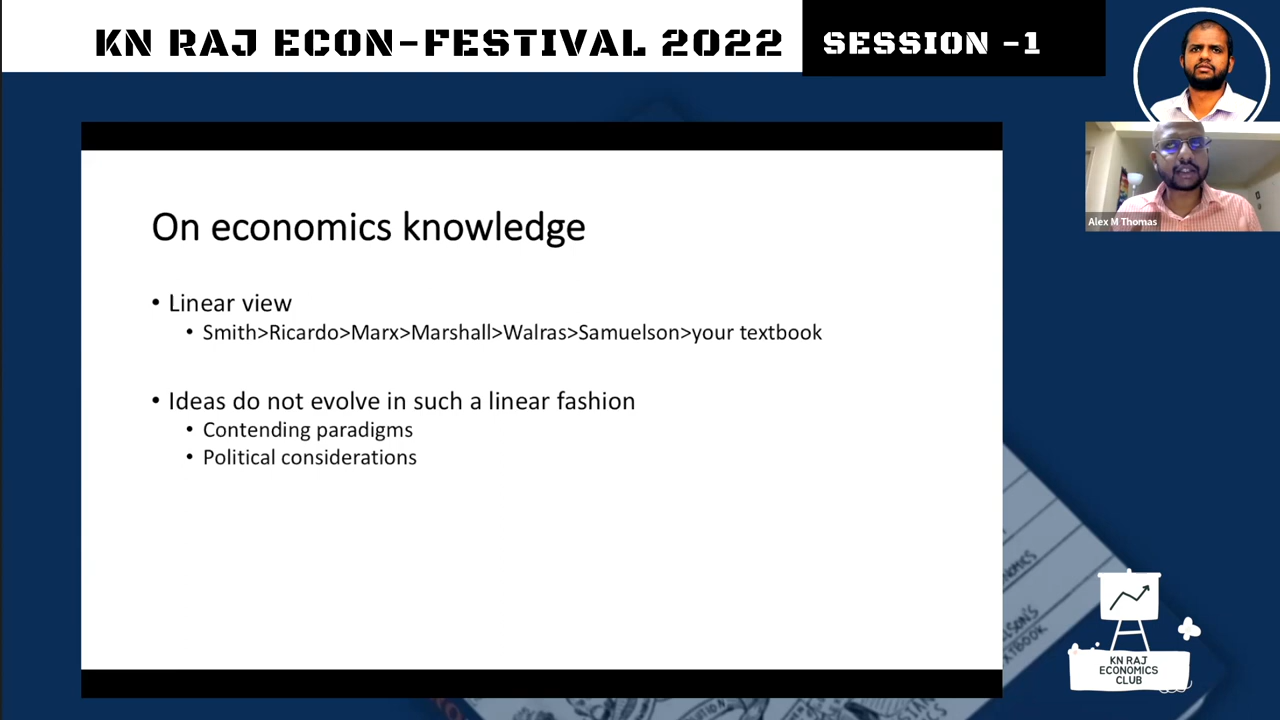 KN RAJ ECON-FESTIVAL 2022
SESSION -1
Alex M Thomas
On economics knowledge
• Linear view
• Smith>Ricardo>Marx>Marshall>Walras>Samuelson>your textbook
• Ideas do not evolve in such a linear fashion
• Contending paradigms
• Political considerations
KN RAJ
ECONOMICS
CLUB